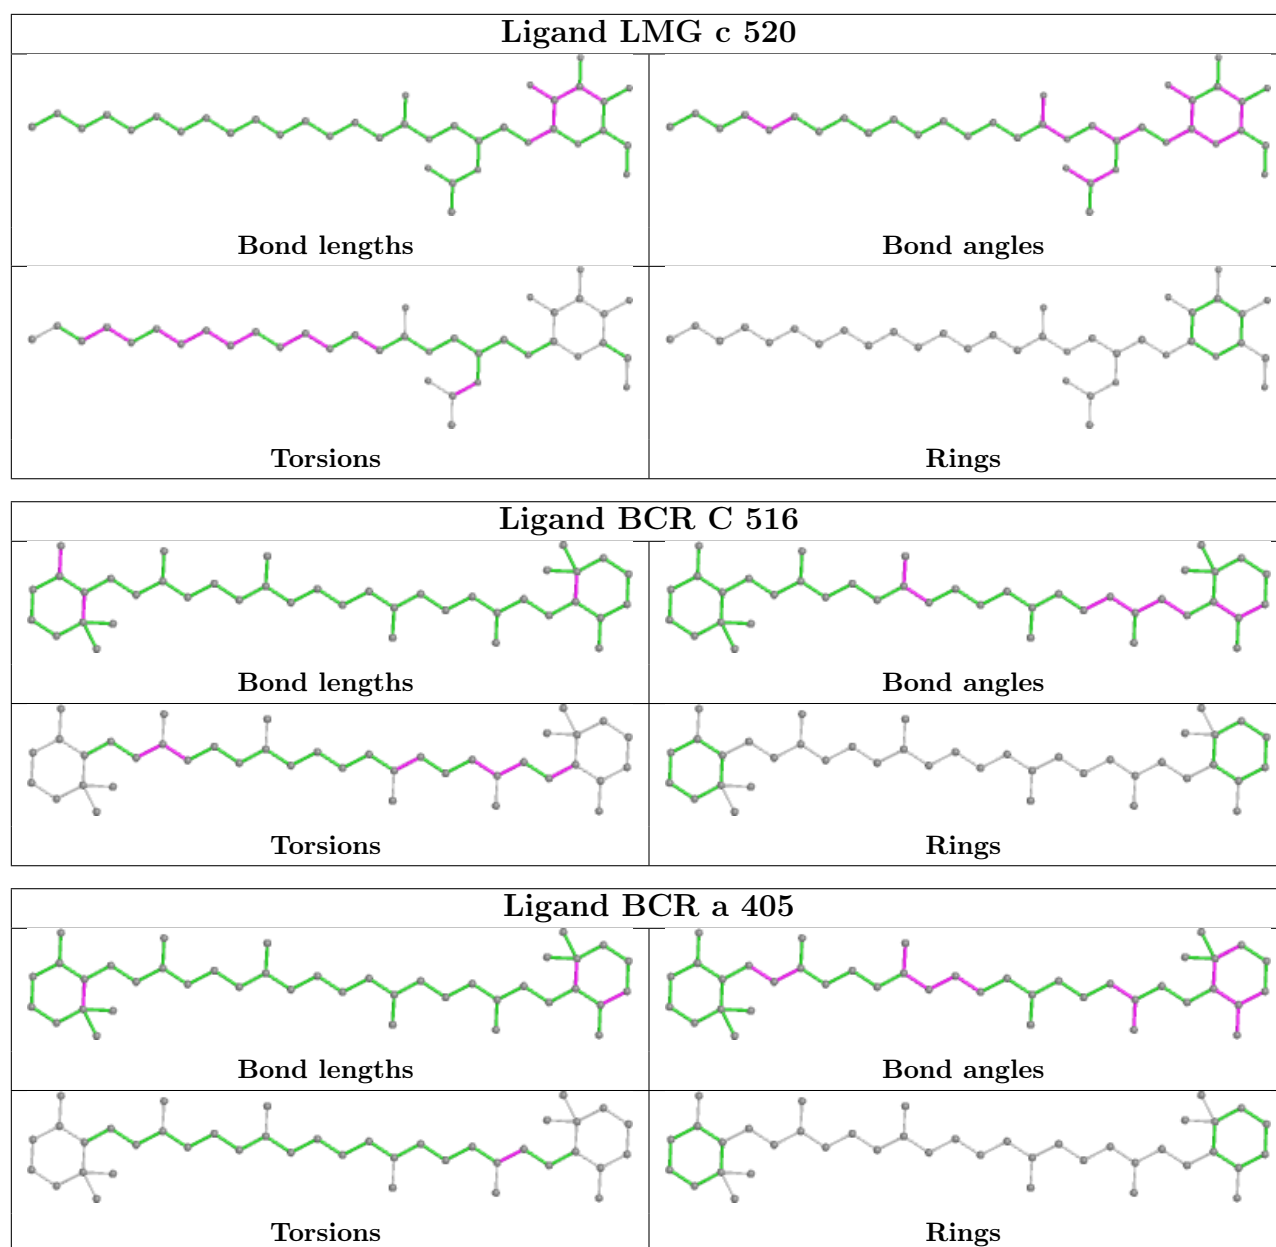 Ligand LMG c 520
Bond lengths
Bond angles
Torsions
Rings
Ligand BCR C 516
Bond lengths
Bond angles
Torsions
Rings
Ligand BCR a 405
Bond lengths
Bond angles
Torsions
Rings